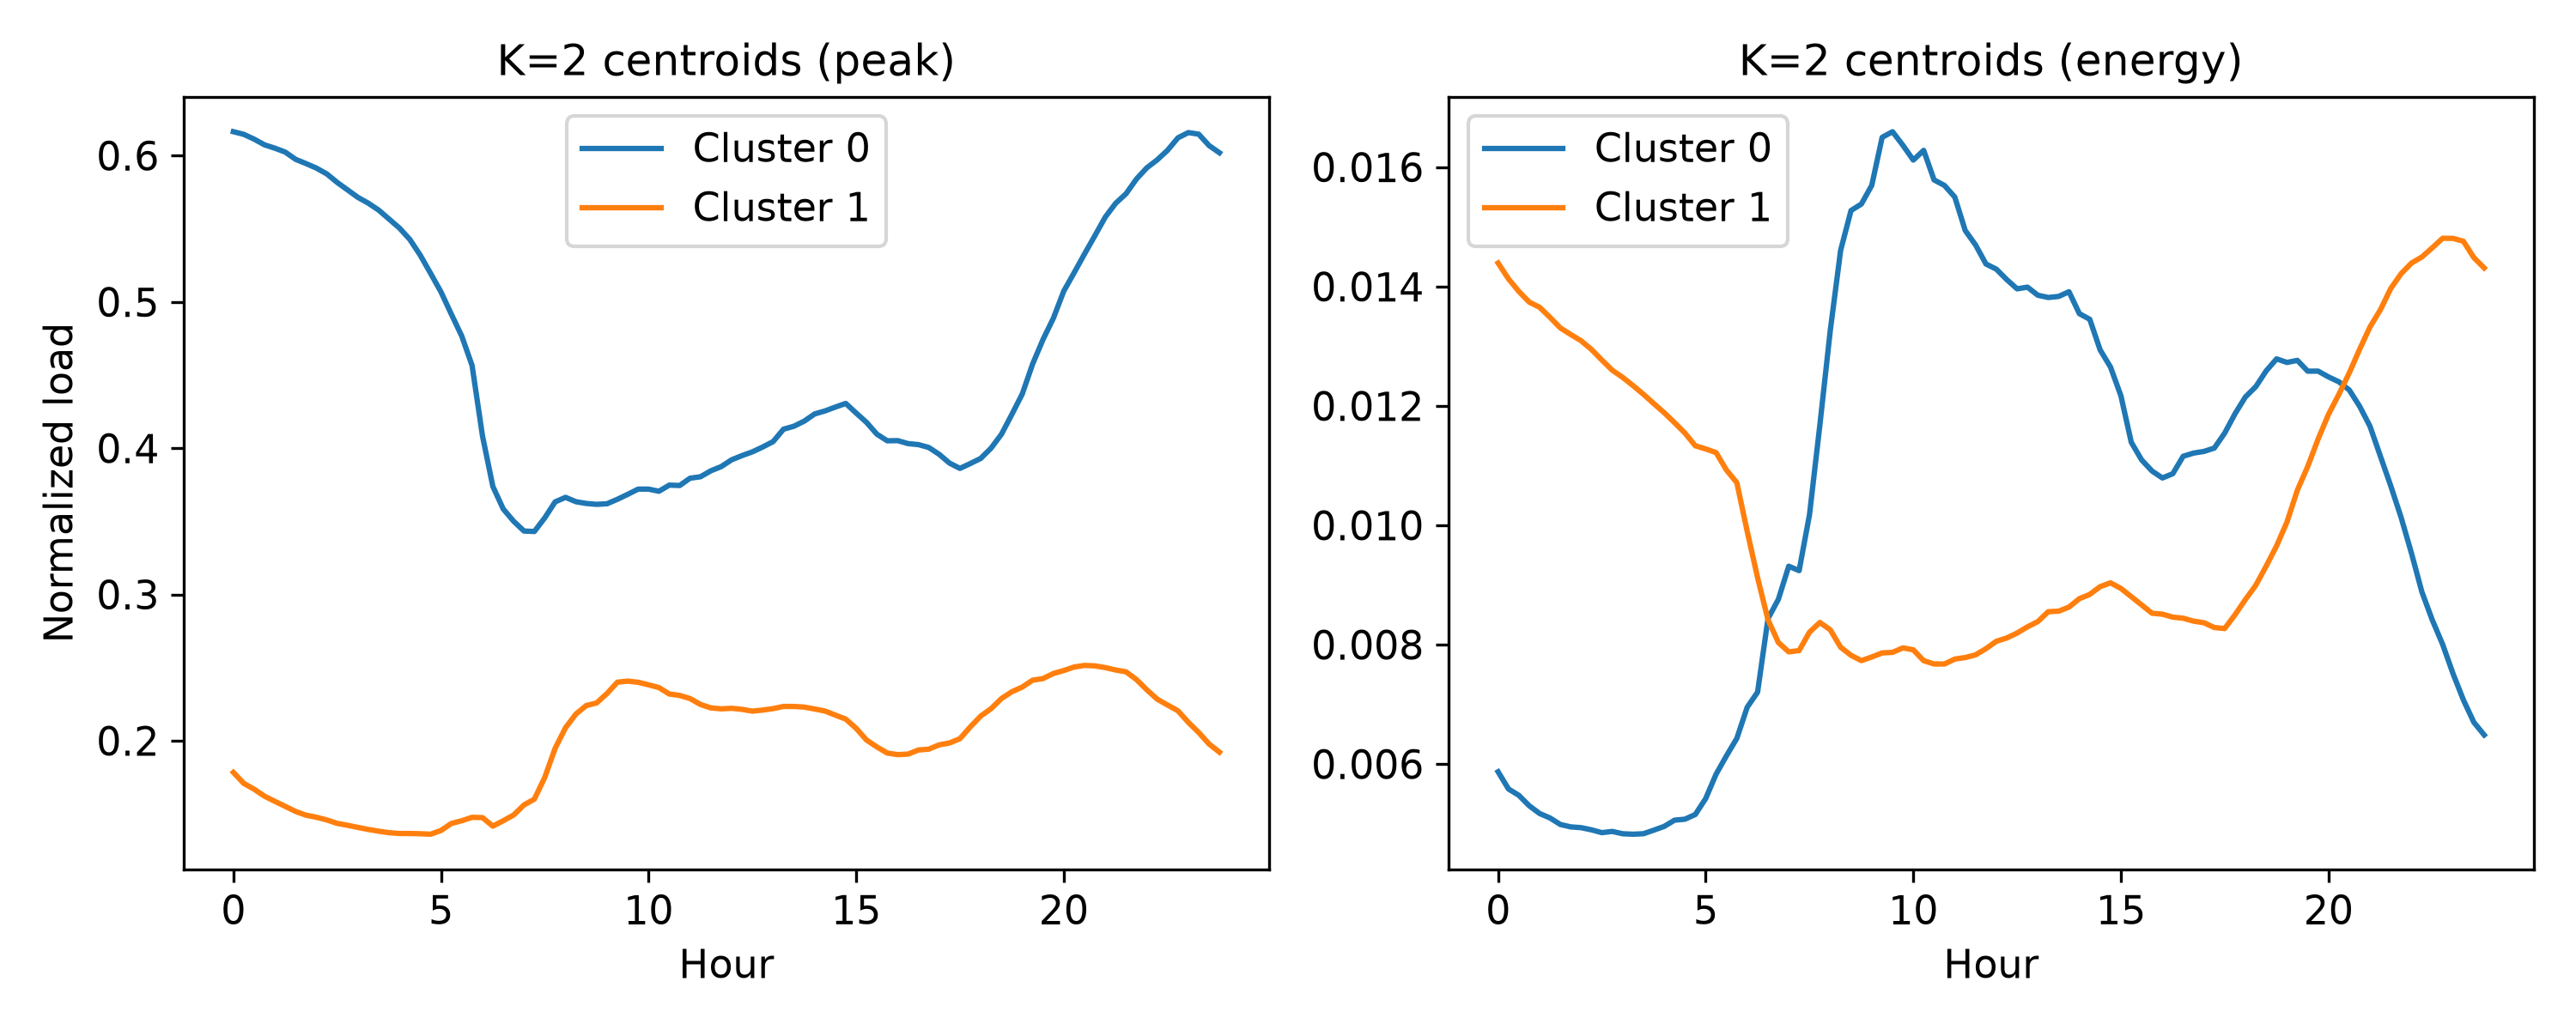 K=2 centroids (peak)
Cluster 0
Cluster 1
Normalized load
0.6
0.5
0.4
0.3
0.2
0 5 10 15 20
Hour
K=2 centroids (energy)
Cluster 0
Cluster 1
0.016
0.014
0.012
0.010
0.008
0.006
0 5 10 15 20
Hour